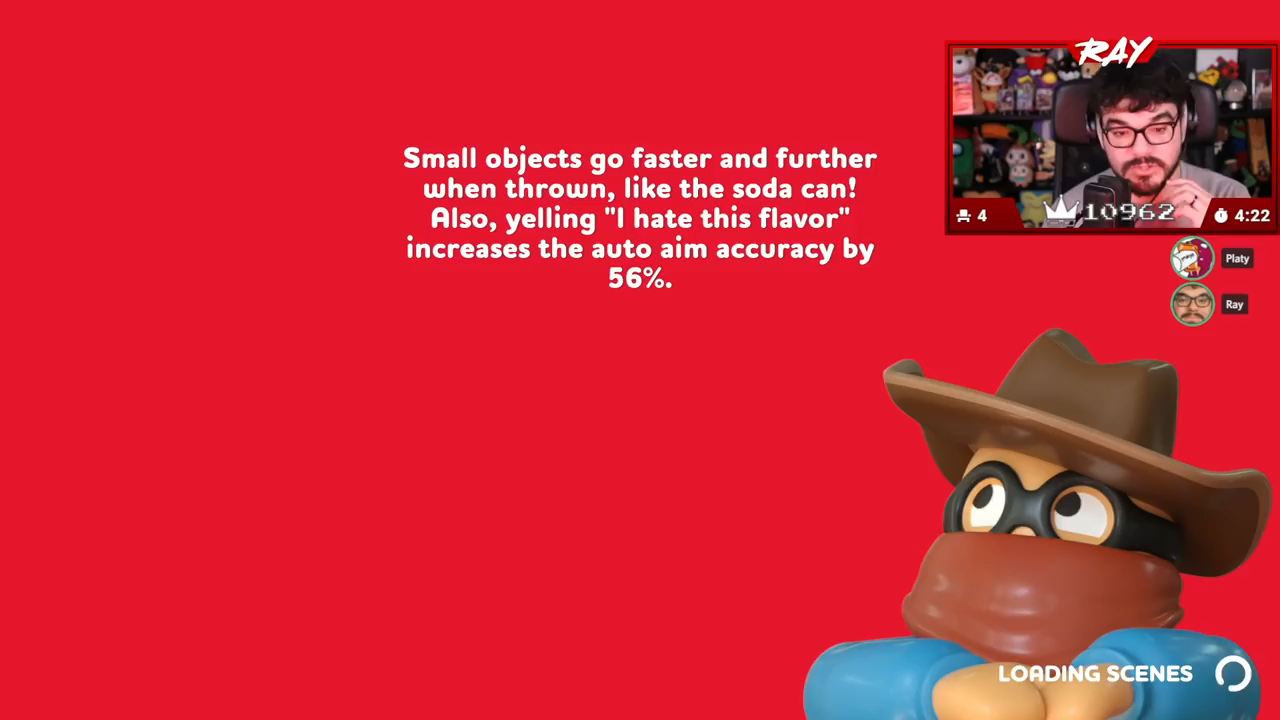 RAY
4
10962
4:22
Platy
Ray
Small objects go faster and further
when thrown, like the soda can!
Also, yelling "I hate this flavor"
increases the auto aim accuracy by
56%.
LOADING SCENES